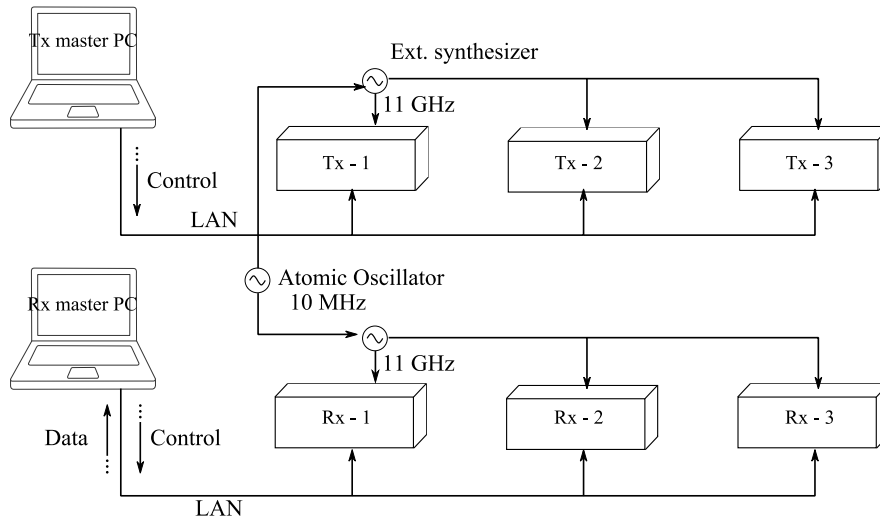 Tx master PC
Ext. synthesizer
11 GHz
Tx - 1
Tx - 2
Tx - 3
Control
LAN
Atomic Oscillator
10 MHz
Rx master PC
11 GHz
Rx - 1
Rx - 2
Rx - 3
Data
Control
LAN